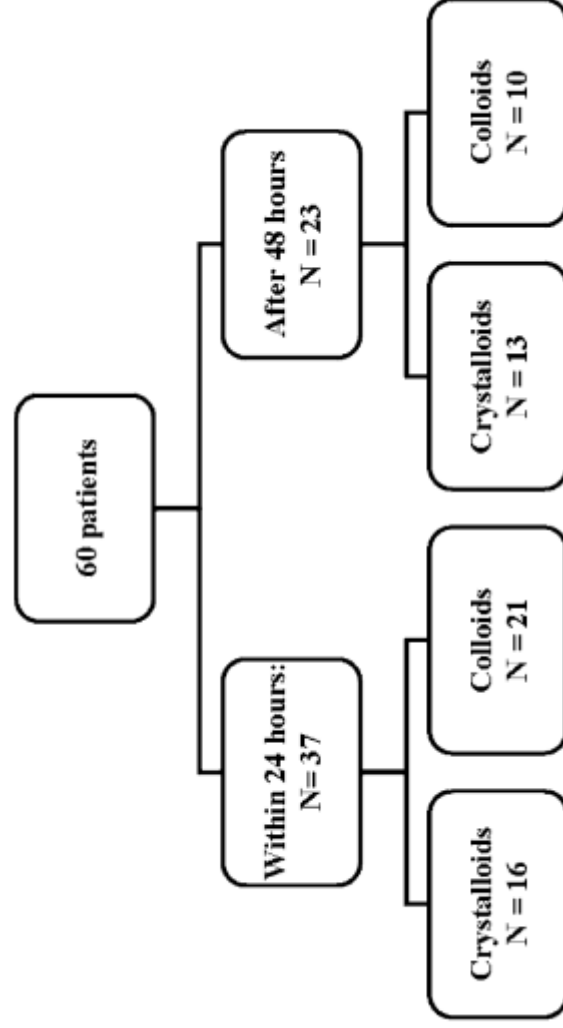 60 patients
Within 24 hours:
N= 37
After 48 hours
N = 23
Crystalloids
N = 16
Colloids
N = 21
Crystalloids
N = 13
Colloids
N = 10